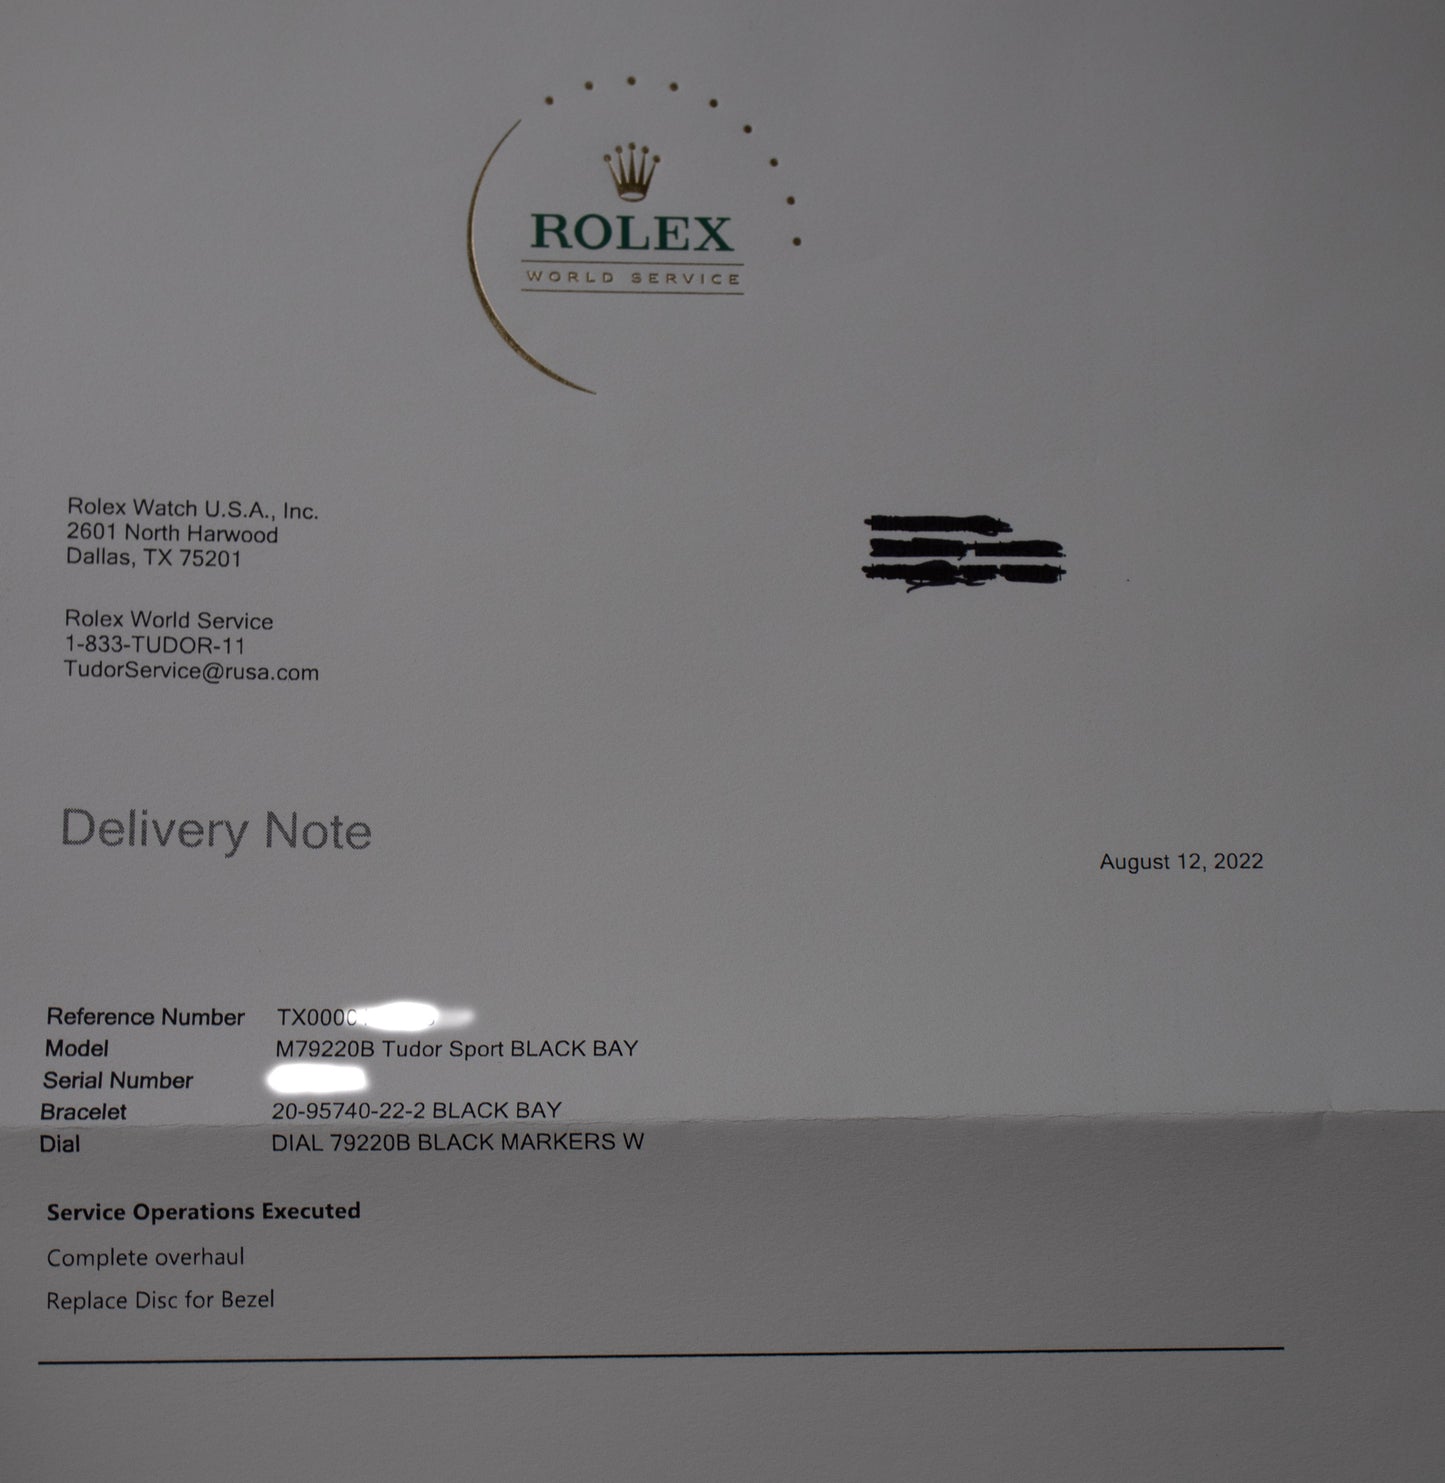 ROLEX
WORLD SERVICE
Rolex Watch U.S.A., Inc.
2601 North Harwood
Dallas, TX 75201
Rolex World Service
1-833-TUDOR-11
TudorService@rusa.com
Delivery Note
August 12, 2022
Reference Number
Model M79220B Tudor Sport BLACK BAY
Serial Number
Bracelet 20-95740-22-2 BLACK BAY
Dial DIAL 79220B BLACK MARKERS W
Service Operations Executed
Complete overhaul
Replace Disc for Bezel